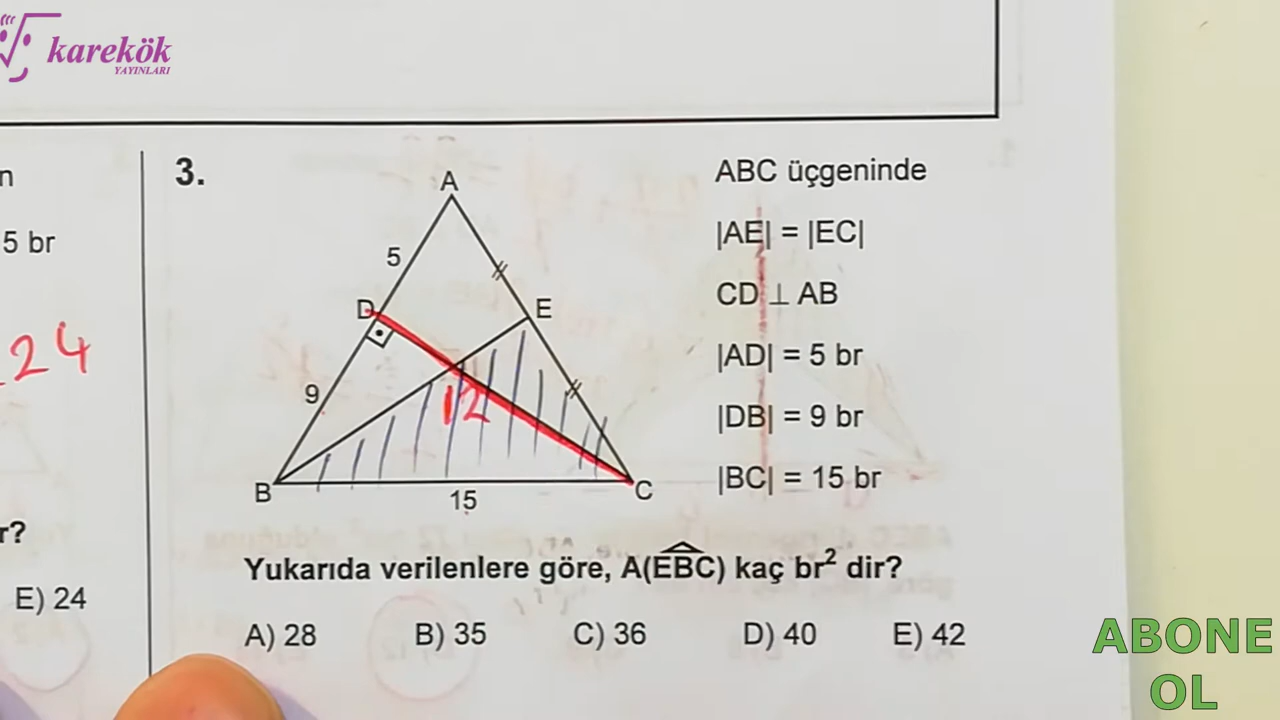 karekök
YAYINLARI
n
5 br
24
r?
E) 24
3.
A
5
D
E
9
12
B
15
C
ABC üçgeninde
|AE| = |EC|
CD ⊥ AB
|AD| = 5 br
|DB| = 9 br
|BC| = 15 br
Yukarıda verilenlere göre, A(EBC) kaç br² dir?
A) 28 B) 35 C) 36 D) 40 E) 42
ABONE
OL